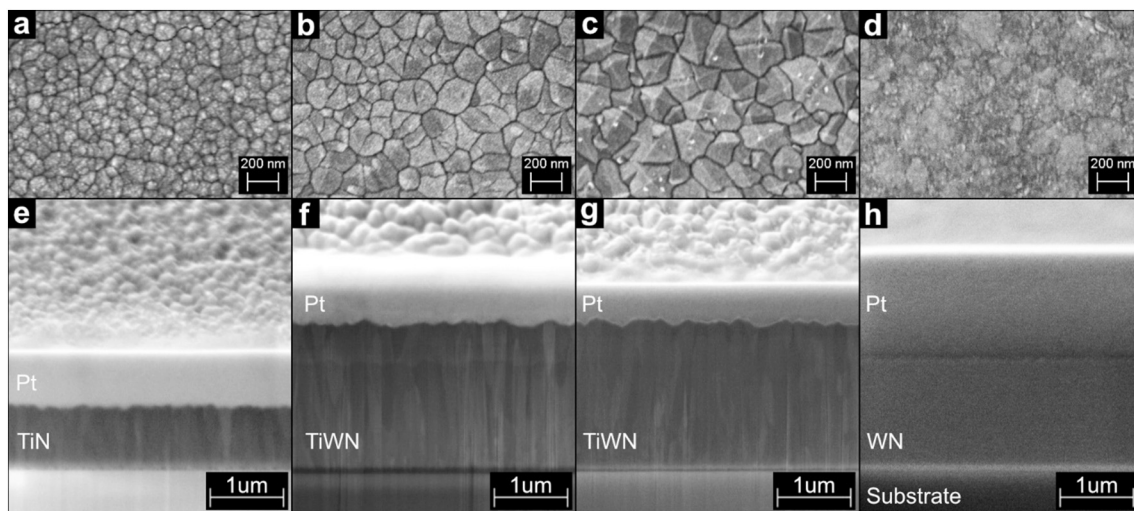 a
b
c
d
200 nm
200 nm
200 nm
200 nm
e
f
g
h
Pt
Pt
Pt
Pt
TiN
TiWN
TiWN
WN
1um
1um
1um
Substrate
1um